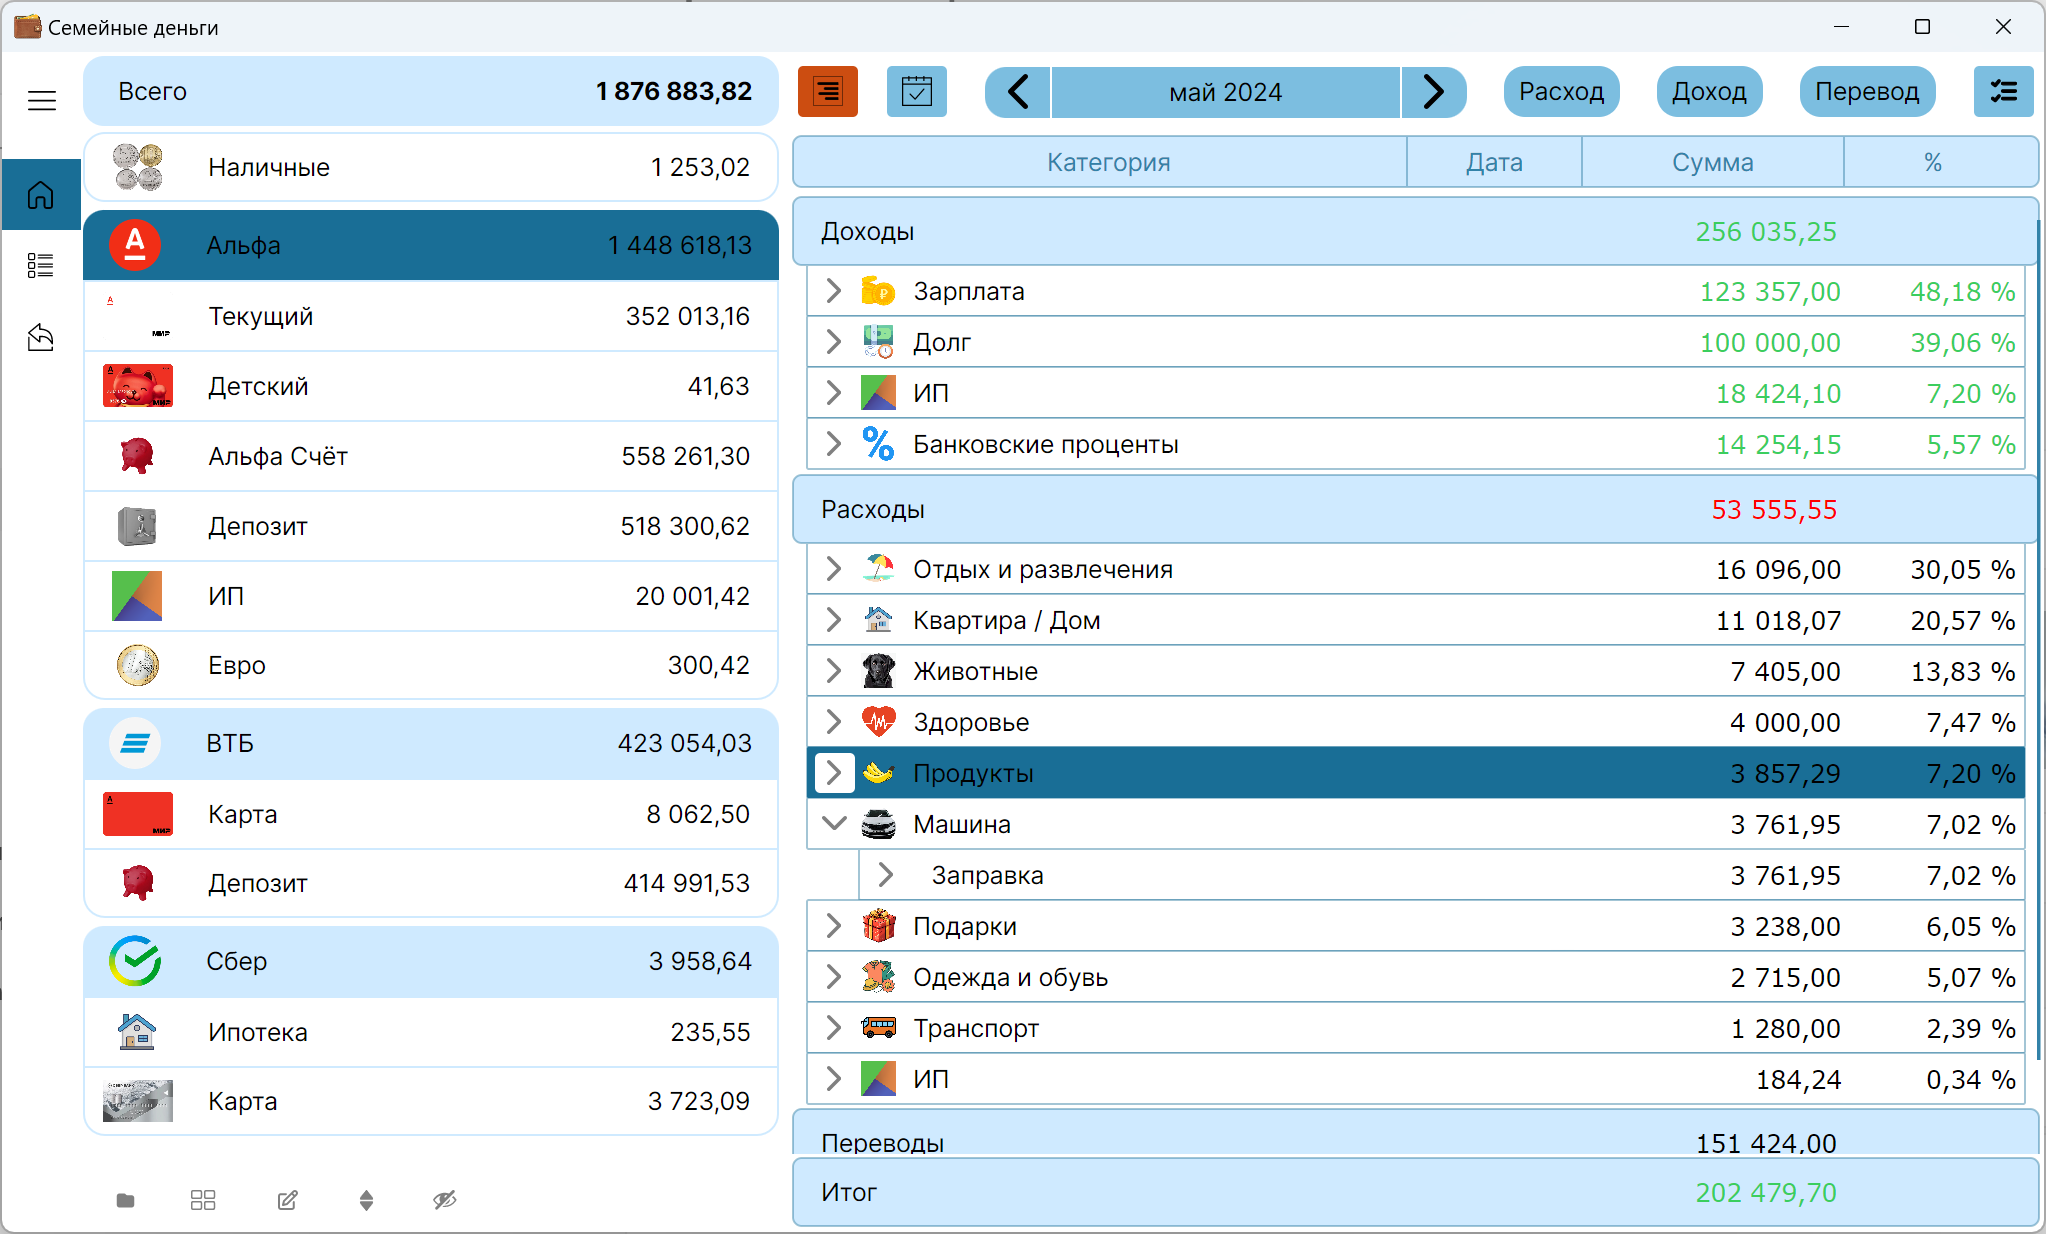 Семейные деньги
Всего 1 876 883,82
Наличные 1 253,02
Альфа 1 448 618,13
Текущий 352 013,16
МИР
Детский 41,63
МИР
Альфа Счёт 558 261,30
Депозит 518 300,62
ИП 20 001,42
Евро 300,42
ВТБ 423 054,03
Карта 8 062,50
МИР
Депозит 414 991,53
Сбер 3 958,64
Ипотека 235,55
Карта 3 723,09
май 2024 Расход Доход Перевод
Категория Дата Сумма %
Доходы 256 035,25
Зарплата 123 357,00 48,18 %
Долг 100 000,00 39,06 %
ИП 18 424,10 7,20 %
Банковские проценты 14 254,15 5,57 %
Расходы 53 555,55
Отдых и развлечения 16 096,00 30,05 %
Квартира / Дом 11 018,07 20,57 %
Животные 7 405,00 13,83 %
Здоровье 4 000,00 7,47 %
Продукты 3 857,29 7,20 %
Машина 3 761,95 7,02 %
Заправка 3 761,95 7,02 %
Подарки 3 238,00 6,05 %
Одежда и обувь 2 715,00 5,07 %
Транспорт 1 280,00 2,39 %
ИП 184,24 0,34 %
Переводы 151 424,00
Итог 202 479,70